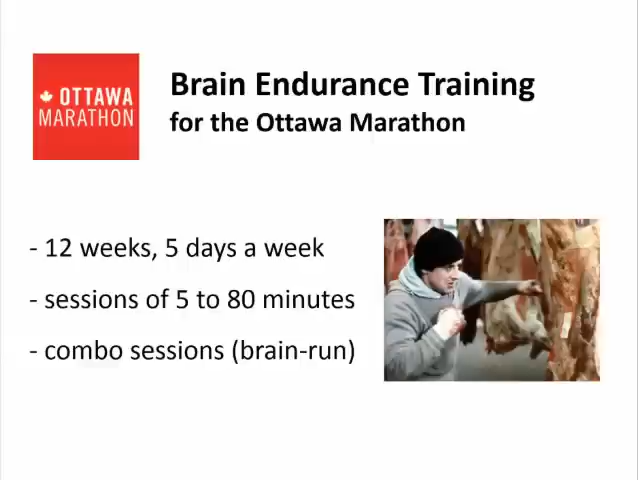 OTTAWA
MARATHON
Brain Endurance Training
for the Ottawa Marathon
- 12 weeks, 5 days a week
- sessions of 5 to 80 minutes
- combo sessions (brain-run)